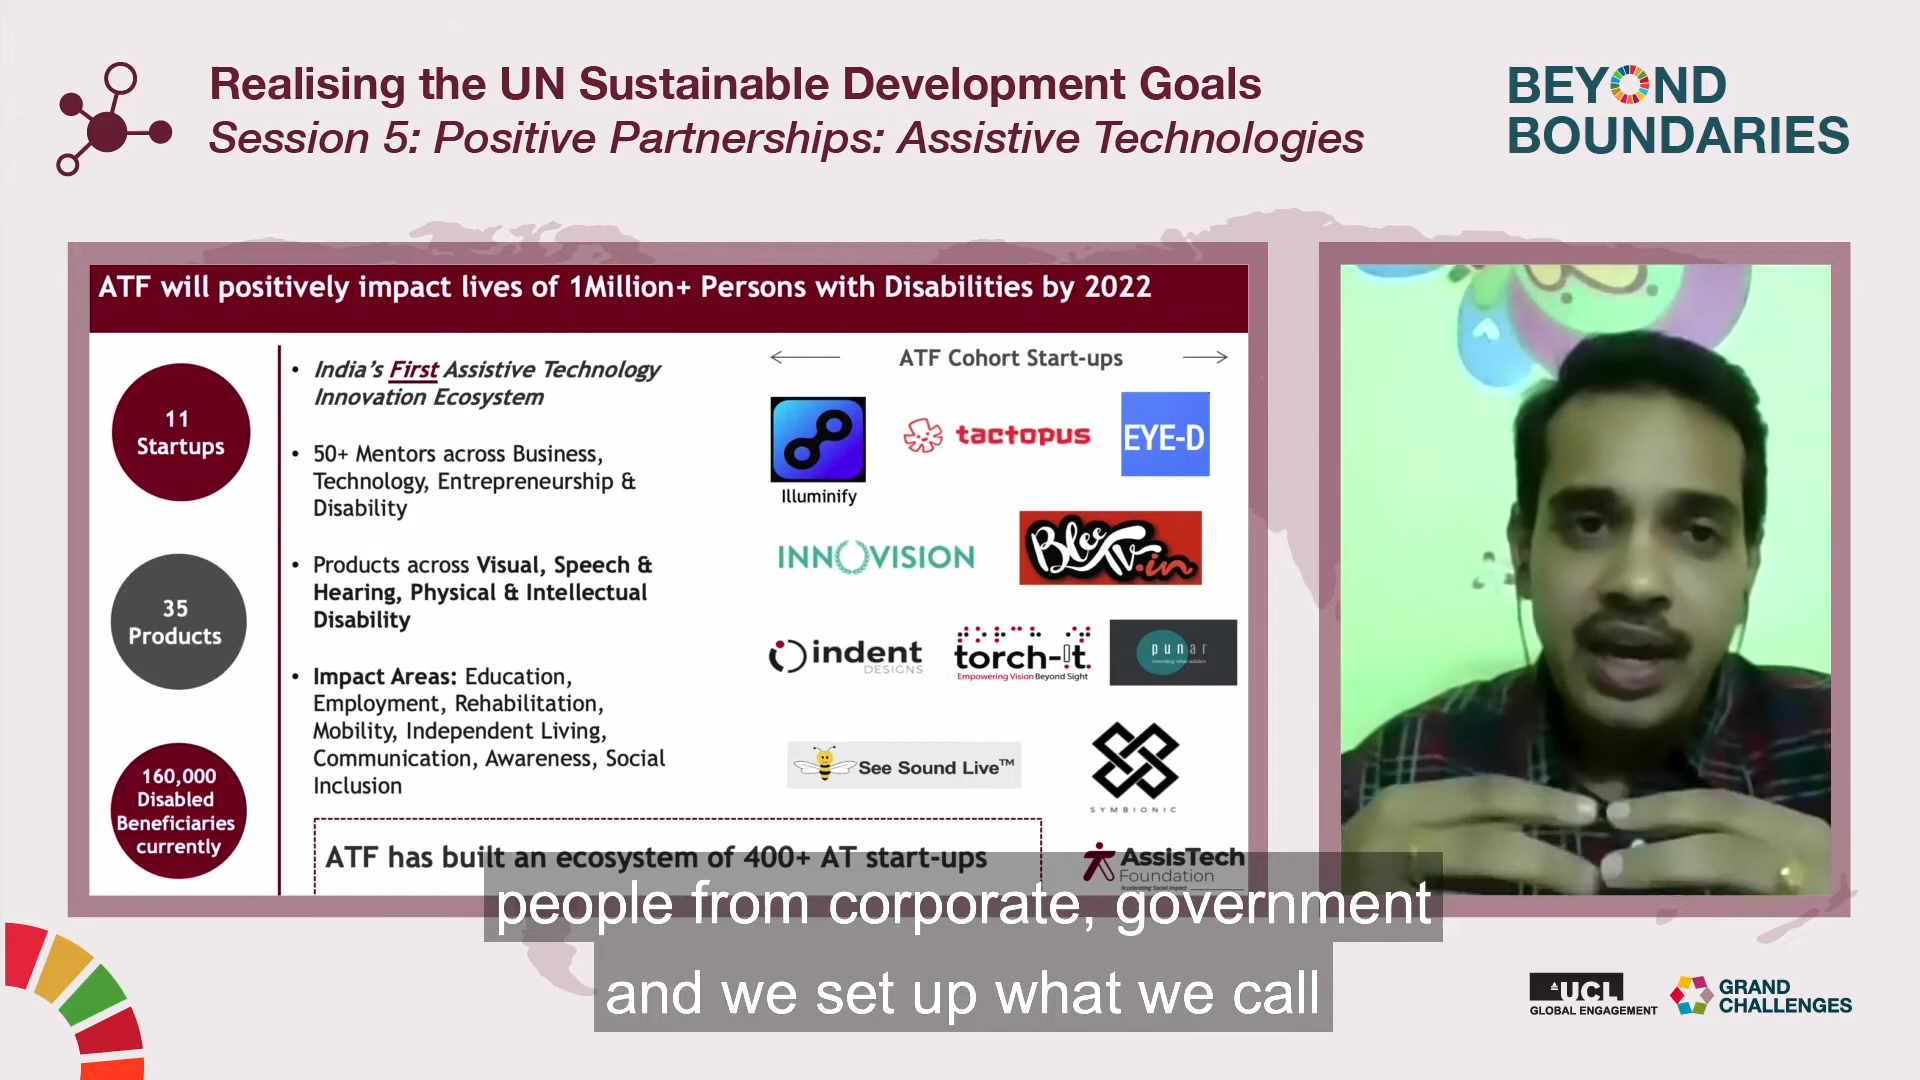 Realising the UN Sustainable Development Goals
Session 5: Positive Partnerships: Assistive Technologies
BEYOND
BOUNDARIES
ATF will positively impact lives of 1Million+ Persons with Disabilities by 2022
11
Startups
35
Products
160,000
Disabled
Beneficiaries
currently
• India's First Assistive Technology
Innovation Ecosystem
• 50+ Mentors across Business,
Technology, Entrepreneurship &
Disability
• Products across Visual, Speech &
Hearing, Physical & Intellectual
Disability
• Impact Areas: Education,
Employment, Rehabilitation,
Mobility, Independent Living,
Communication, Awareness, Social
Inclusion
ATF has built an ecosystem of 400+ AT start-ups
ATF Cohort Start-ups
Illuminify
tactopus
EYE-D
INNOVISION
BleeTv.in
indent
DESIGNS
torch-it
Empowering Vision Beyond Sight
punar
See Sound Live™
SYMBIONIC
AssisTech
Foundation
Accelerating Social Impact
people from corporate, government
and we set up what we call
UCL
GLOBAL ENGAGEMENT
GRAND
CHALLENGES